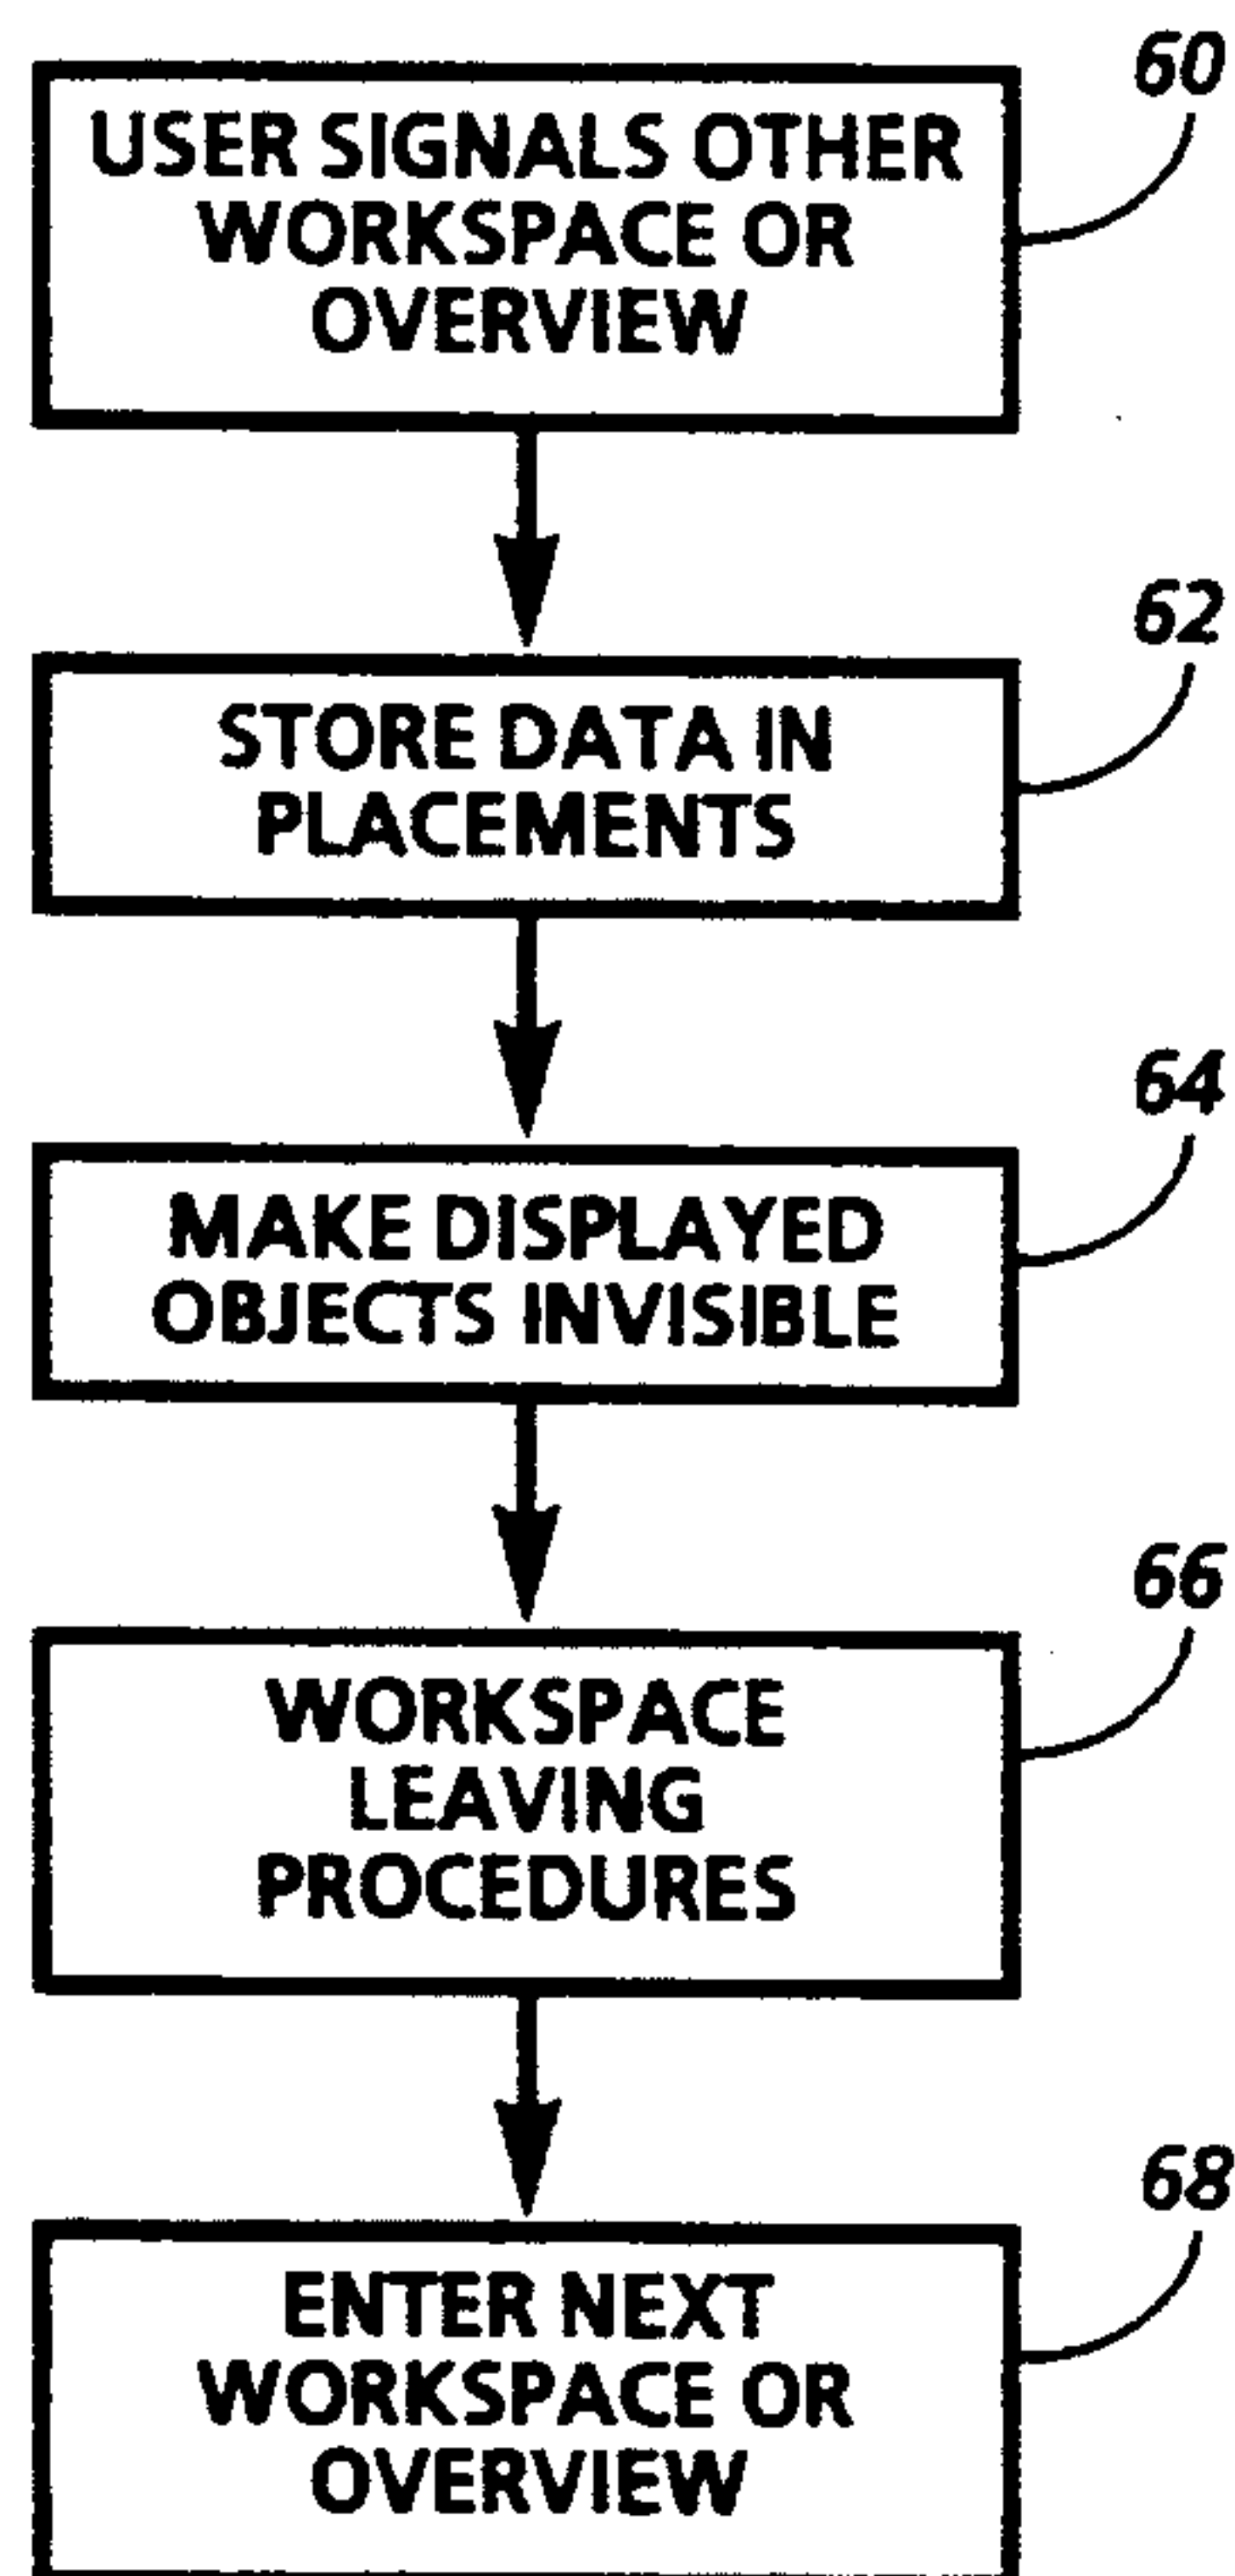 60
USER SIGNALS OTHER
WORKSPACE OR
OVERVIEW
62
STORE DATA IN
PLACEMENTS
64
MAKE DISPLAYED
OBJECTS INVISIBLE
66
WORKSPACE
LEAVING
PROCEDURES
68
ENTER NEXT
WORKSPACE OR
OVERVIEW